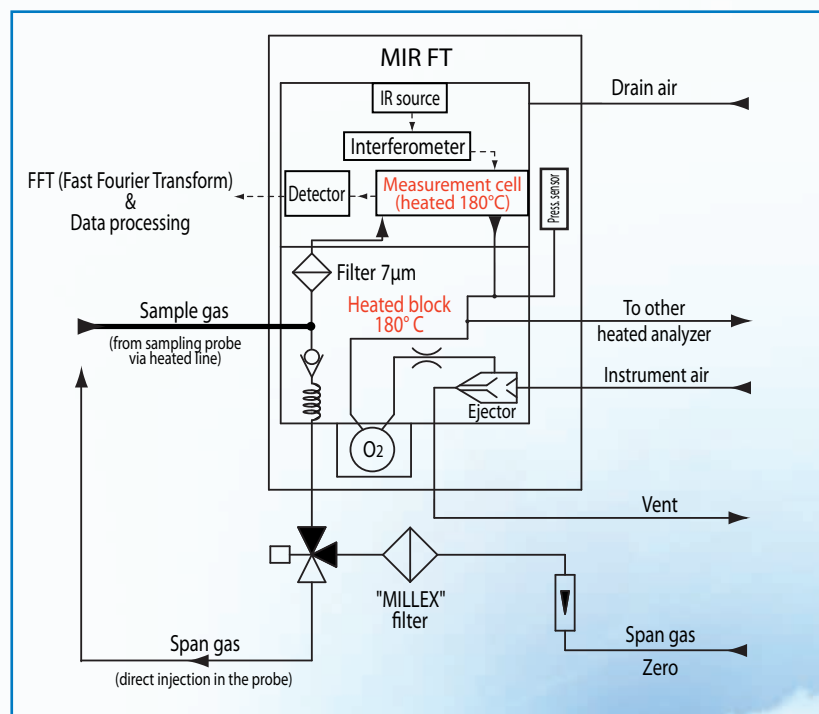 MIR FT
IR source
Drain air
Interferometer
FFT (Fast Fourier Transform)
&
Data processing
Detector
Measurement cell
(heated 180°C)
Press. sensor
Filter 7µm
Sample gas
(from sampling probe
via heated line)
Heated block
180° C
To other
heated analyzer
Instrument air
Ejector
O2
Vent
"MILLEX"
filter
Span gas
(direct injection in the probe)
Span gas
Zero